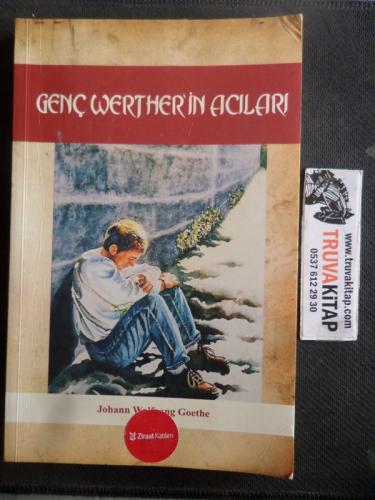 GENÇ WERTHER'İN ACILARI
Johann Wolfgang Goethe
Ziraat Katılım
www.truvakitap.com
TRUVAKİTAP
0537 612 29 30